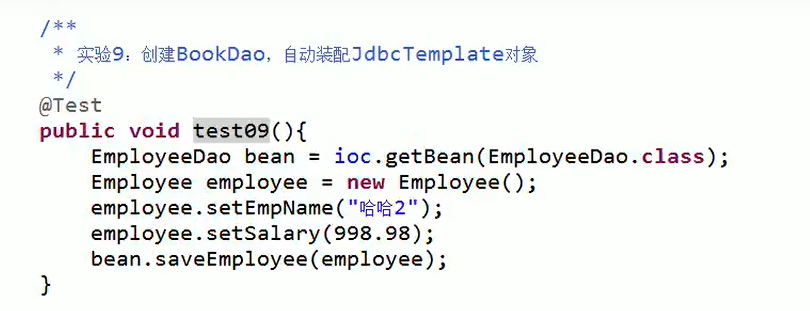 /**
 * 实验9：创建BookDao，自动装配JdbcTemplate对象
 */
@Test
public void test09(){
    EmployeeDao bean = ioc.getBean(EmployeeDao.class);
    Employee employee = new Employee();
    employee.setEmpName("哈哈2");
    employee.setSalary(998.98);
    bean.saveEmployee(employee);
}